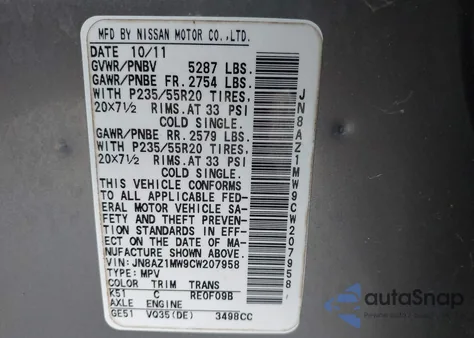 MFD BY NISSAN MOTOR CO.,LTD.
DATE 10/11
GVWR/PNBV 5287 LBS.
GAWR/PNBE FR. 2754 LBS.
WITH P235/55R20 TIRES,
20×7½ RIMS.AT 33 PSI
COLD SINGLE.
GAWR/PNBE RR. 2579 LBS.
WITH P235/55R20 TIRES,
20×7½ RIMS.AT 33 PSI
COLD SINGLE.
THIS VEHICLE CONFORMS
TO ALL APPLICABLE FED-
ERAL MOTOR VEHICLE SA-
FETY AND THEFT PREVEN-
TION STANDARDS IN EFF-
ECT ON THE DATE OF MA-
NUFACTURE SHOWN ABOVE.
VIN:JN8AZ1MW9CW207958
TYPE:MPV
COLOR TRIM TRANS
K51 C RE0F09B
AXLE ENGINE
GE51 VQ35(DE) 3498CC
JN8AZ1MW9CW207958
autoSnap